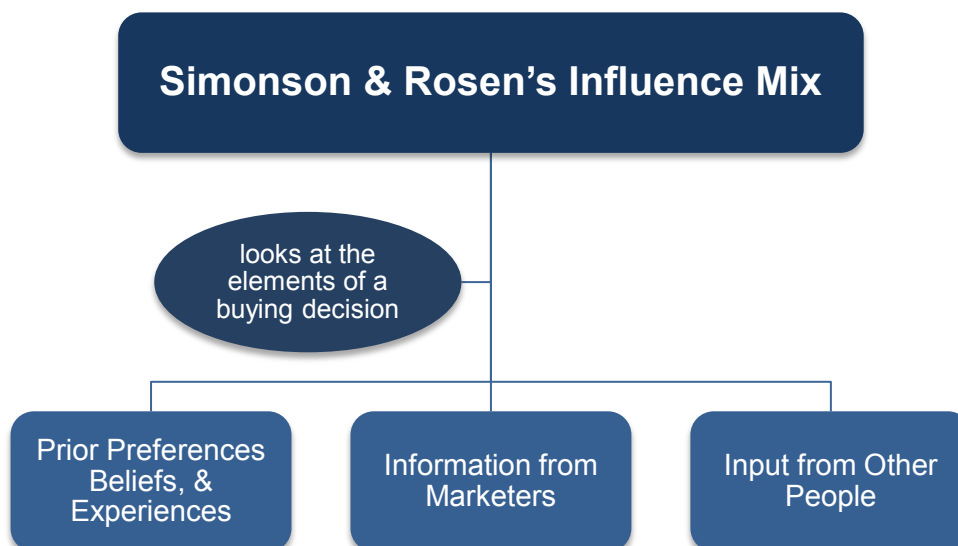 Simonson & Rosen’s Influence Mix
looks at the
elements of a
buying decision
Prior Preferences
Beliefs, &
Experiences
Information from
Marketers
Input from Other
People